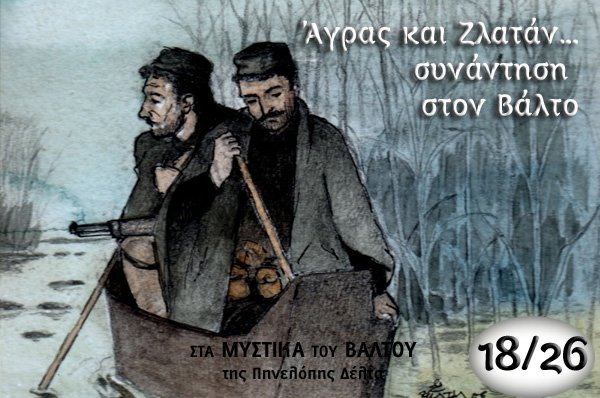 Άγρας και Ζλατάν...
συνάντηση
στον Βάλτο
ΣΤΑ ΜΥΣΤΙΚΑ ΤΟΥ ΒΑΛΤΟΥ
της Πηνελόπης Δέλτα
18/26